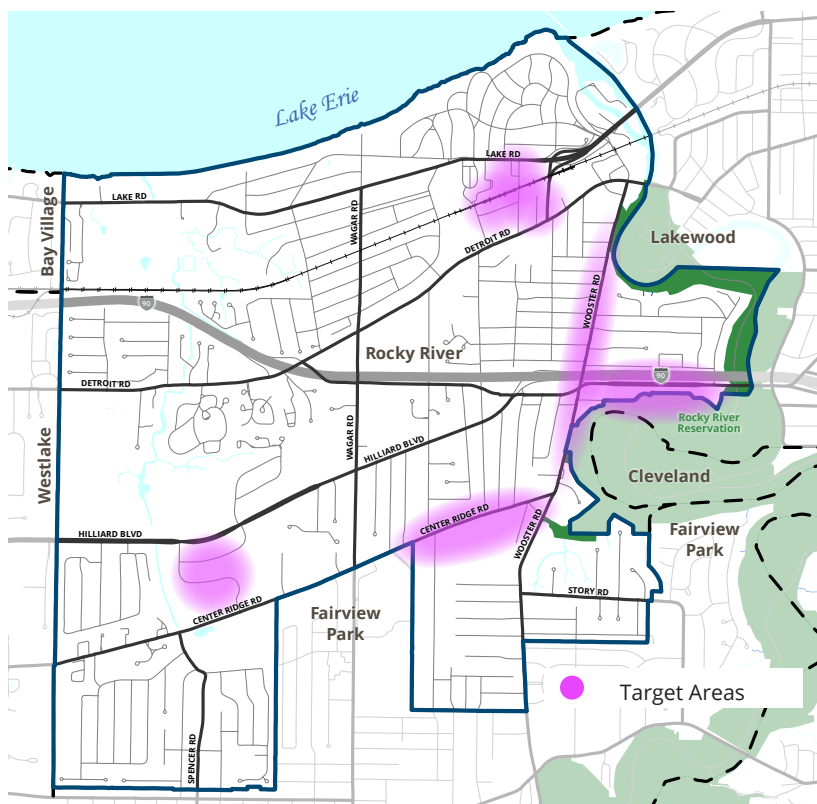 Lake Erie
LAKE RD
Bay Village
LAKE RD
WAGAR RD
DETROIT RD
Lakewood
WOOSTER RD
90
Rocky River
90
DETROIT RD
Rocky River
Reservation
WAGAR RD
HILLIARD BLVD
Westlake
Cleveland
CENTER RIDGE RD
WOOSTER RD
Fairview
Park
HILLIARD BLVD
STORY RD
CENTER RIDGE RD
Fairview
Park
Target Areas
SPENCER RD